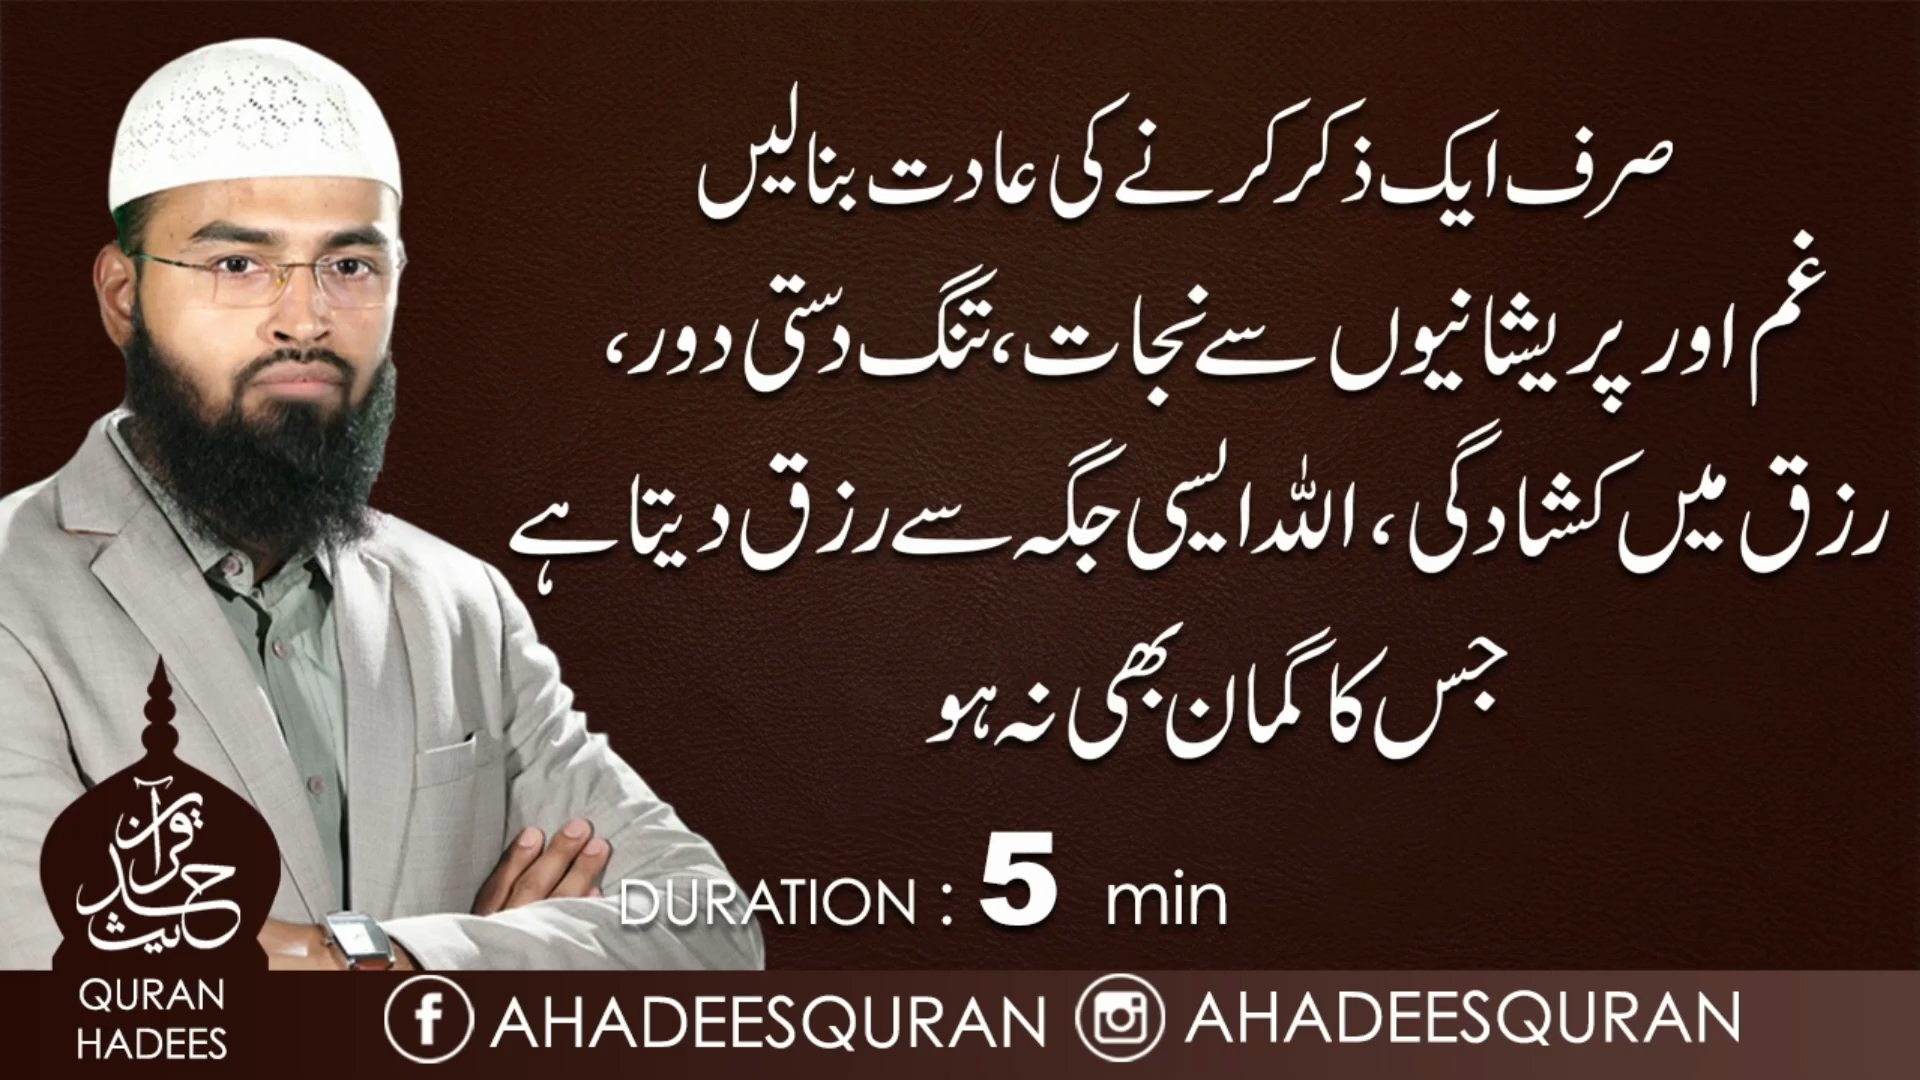 صرف ایک ذکر کرنے کی عادت بنالیں
غم اور پریشانیوں سے نجات، تنگ دستی دور،
رزق میں کشادگی، اللہ ایسی جگہ سے رزق دیتا ہے
جس کا گمان بھی نہ ہو
DURATION : 5 min
قرآن
حدیث
QURAN
HADEES
f AHADEESQURAN AHADEESQURAN